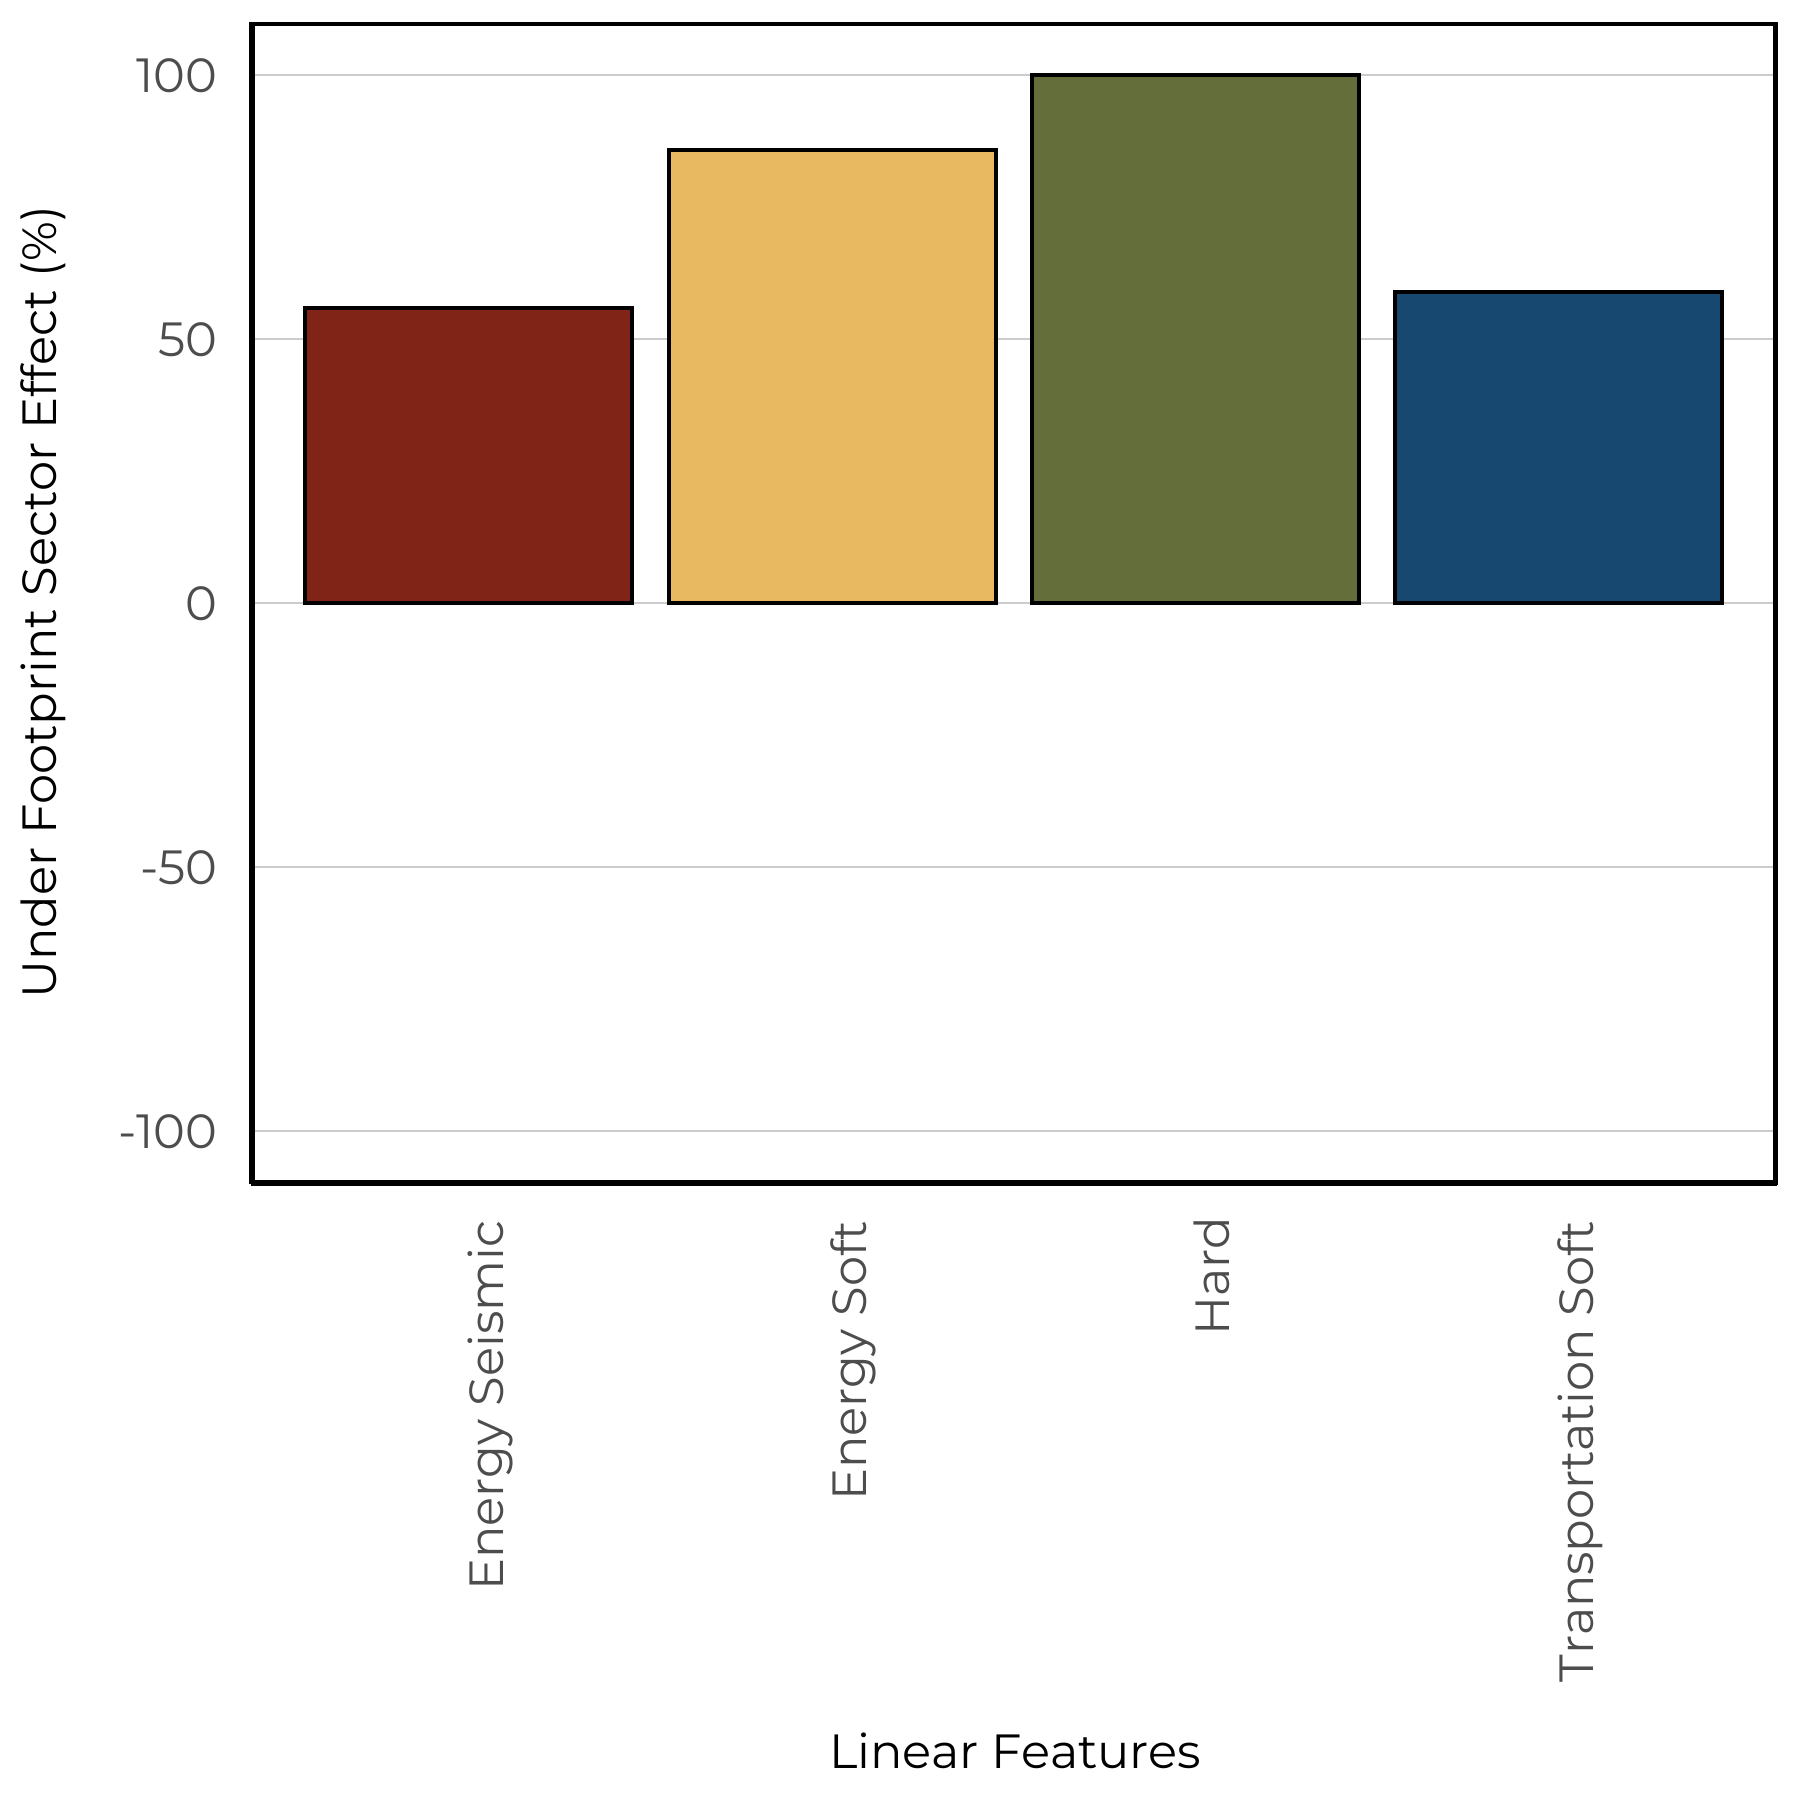 Under Footprint Sector Effect (%)
100
50
0
-50
-100
Energy Seismic
Energy Soft
Hard
Transportation Soft
Linear Features